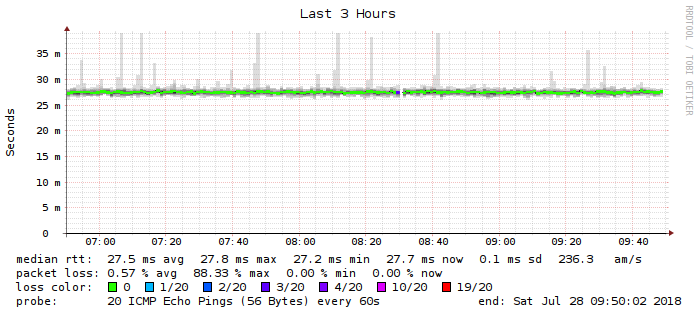 Last 3 Hours
RRDTOOL / TOBI OETIKER
Seconds
35 m
30 m
25 m
20 m
15 m
10 m
5 m
0
07:00 07:20 07:40 08:00 08:20 08:40 09:00 09:20 09:40
median rtt: 27.5 ms avg 27.8 ms max 27.2 ms min 27.7 ms now 0.1 ms sd 236.3 am/s
packet loss: 0.57 % avg 88.33 % max 0.00 % min 0.00 % now
loss color: 0 1/20 2/20 3/20 4/20 10/20 19/20
probe: 20 ICMP Echo Pings (56 Bytes) every 60s end: Sat Jul 28 09:50:02 2018